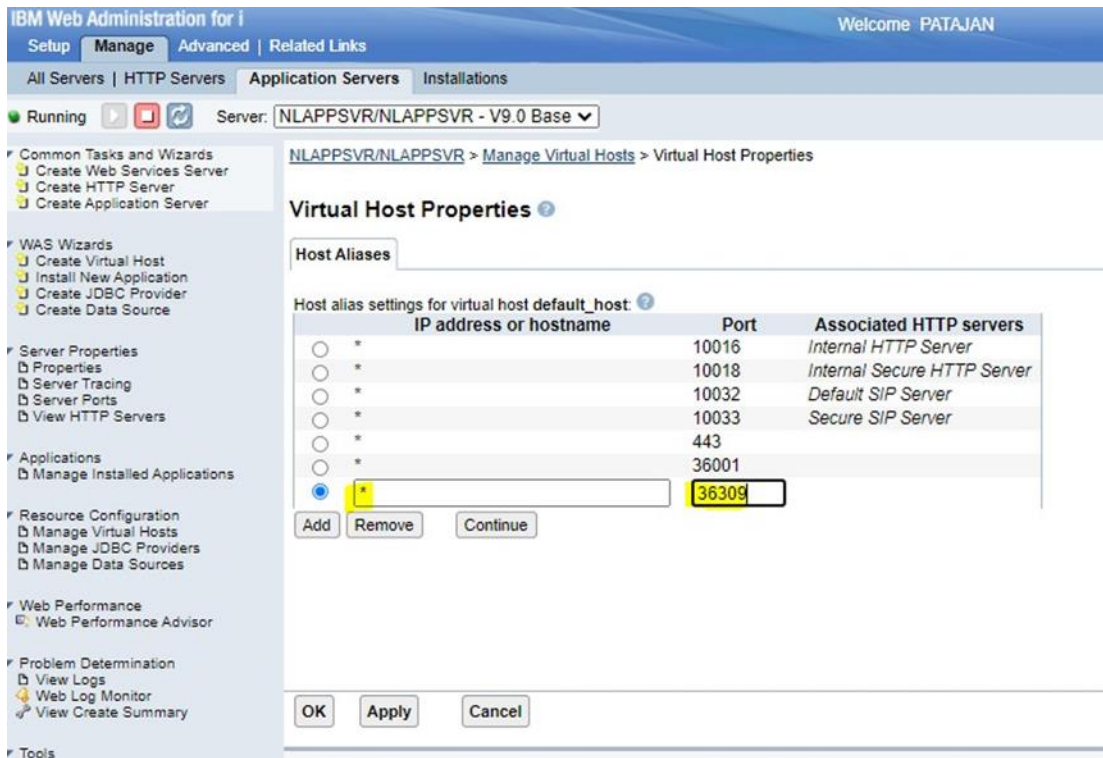 IBM Web Administration for i
Welcome PATAJAN
Setup Manage Advanced | Related Links
All Servers | HTTP Servers Application Servers Installations
Running Server: NLAPPSVR/NLAPPSVR - V9.0 Base
Common Tasks and Wizards
Create Web Services Server
Create HTTP Server
Create Application Server
WAS Wizards
Create Virtual Host
Install New Application
Create JDBC Provider
Create Data Source
Server Properties
Properties
Server Tracing
Server Ports
View HTTP Servers
Applications
Manage Installed Applications
Resource Configuration
Manage Virtual Hosts
Manage JDBC Providers
Manage Data Sources
Web Performance
Web Performance Advisor
Problem Determination
View Logs
Web Log Monitor
View Create Summary
Tools
NLAPPSVR/NLAPPSVR > Manage Virtual Hosts > Virtual Host Properties
Virtual Host Properties ?
Host Aliases
Host alias settings for virtual host default_host: ?
IP address or hostname Port Associated HTTP servers
* 10016 Internal HTTP Server
* 10018 Internal Secure HTTP Server
* 10032 Default SIP Server
* 10033 Secure SIP Server
* 443
* 36001
* 36309
Add Remove Continue
OK Apply Cancel